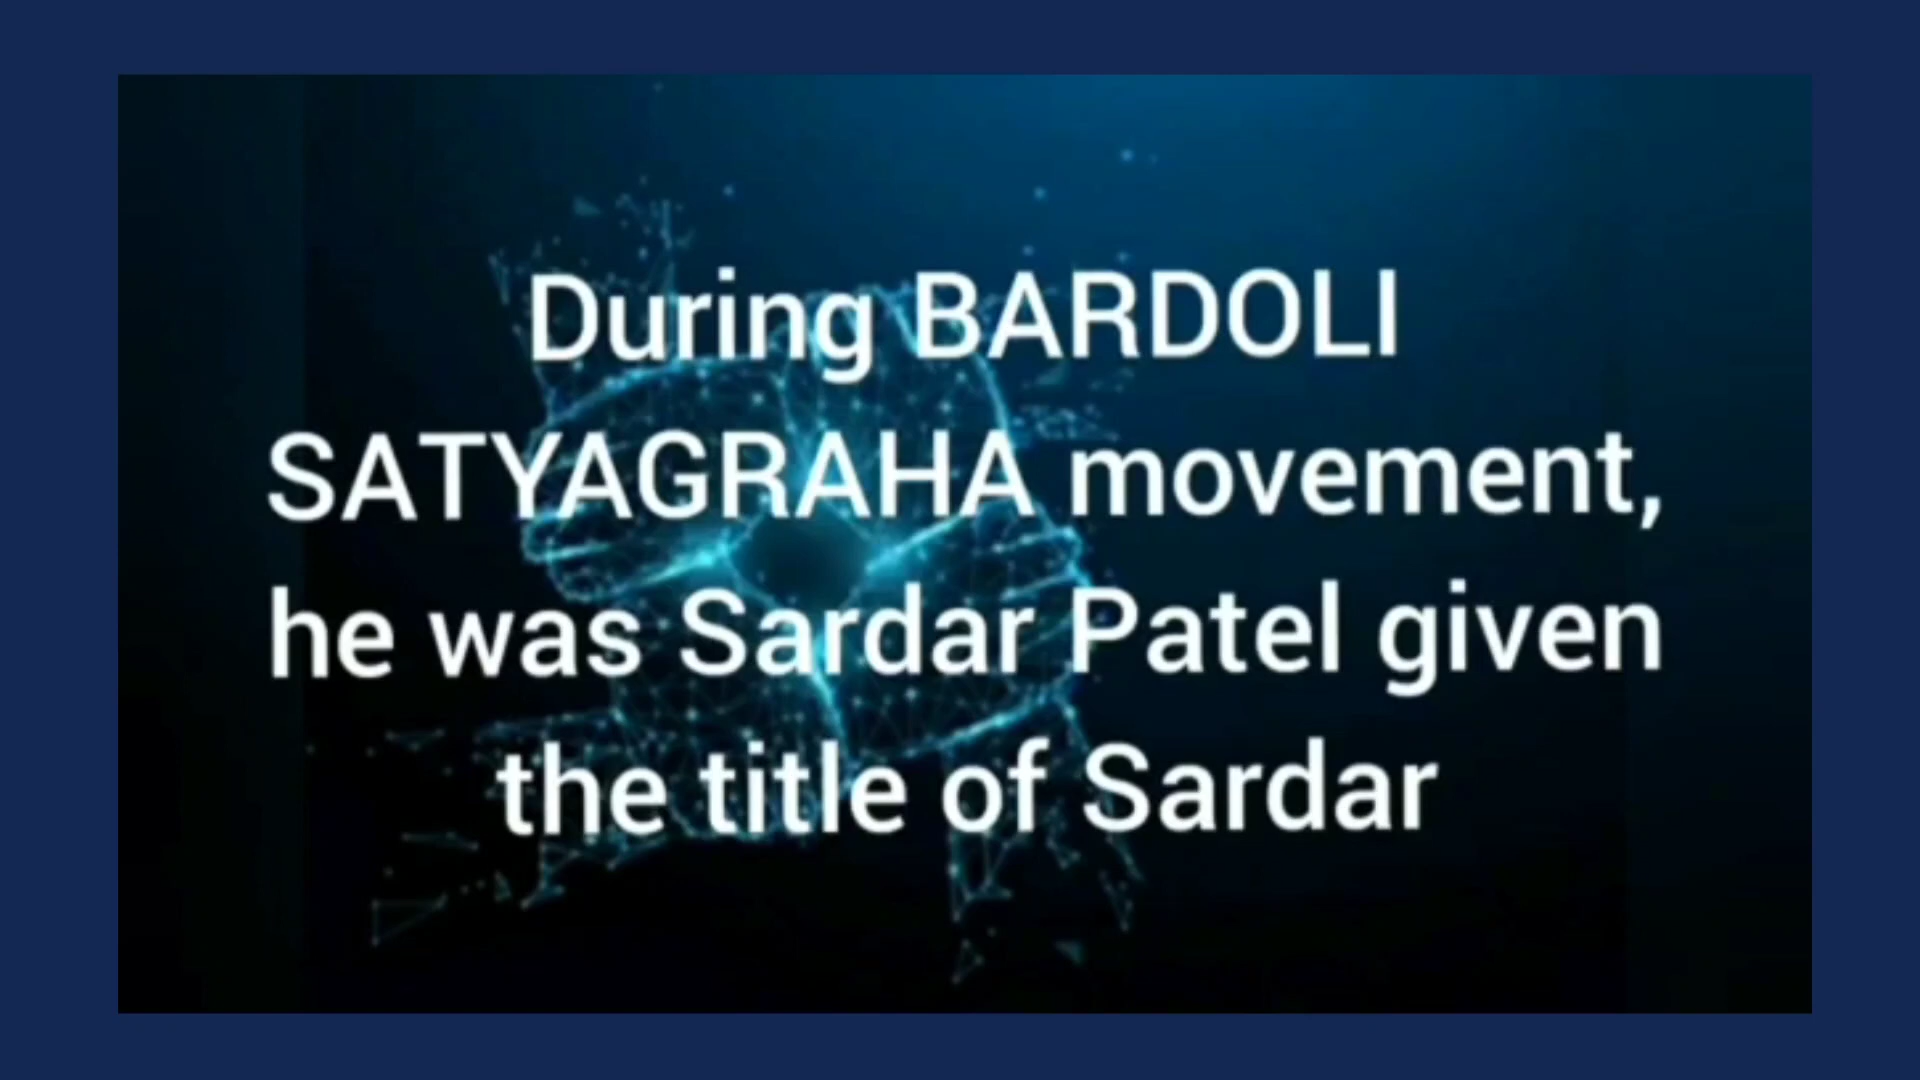 During BARDOLI
SATYAGRAHA movement,
he was Sardar Patel given
the title of Sardar